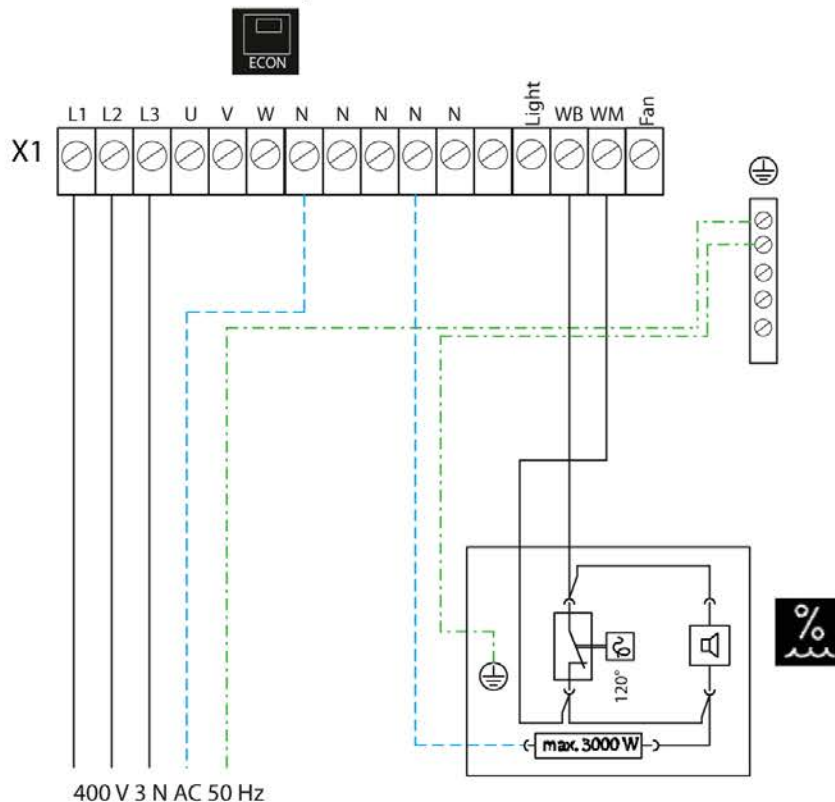 ECON
L1 L2 L3 U V W N N N N N Light WB WM Fan
X1
120°
%
max. 3000 W
400 V 3 N AC 50 Hz